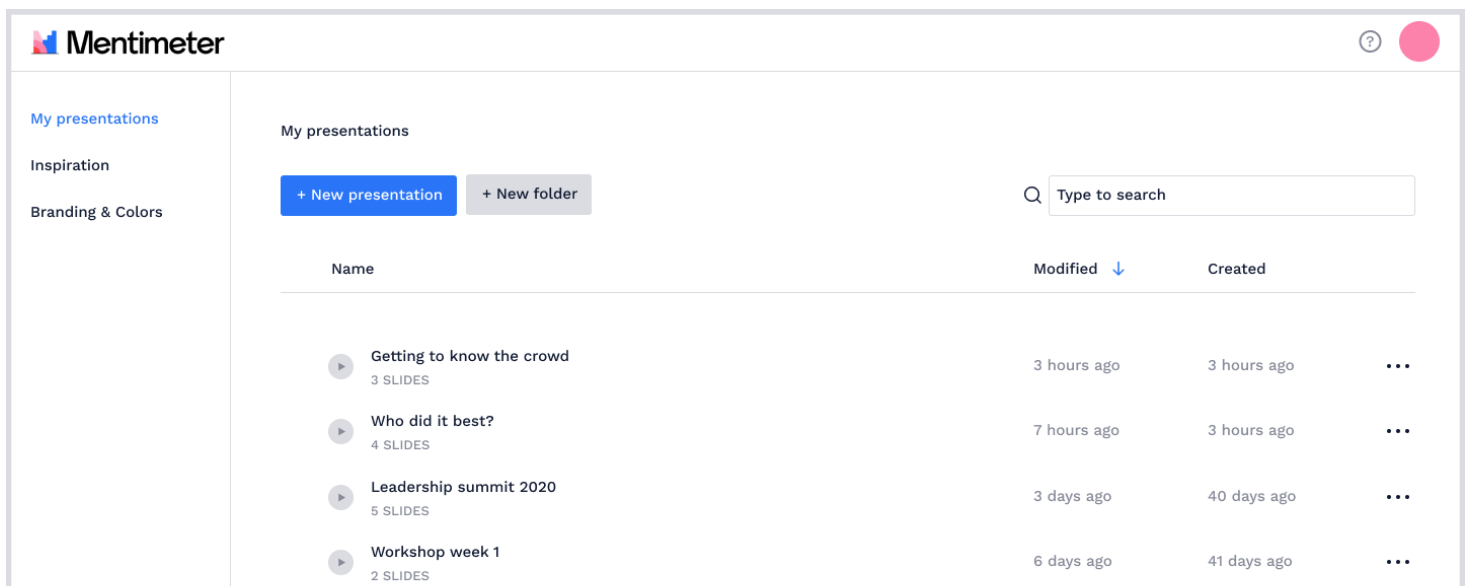 Mentimeter
?
My presentations
Inspiration
Branding & Colors
My presentations
+ New presentation + New folder Type to search
Name Modified Created
Getting to know the crowd 3 hours ago 3 hours ago
3 SLIDES
Who did it best? 7 hours ago 3 hours ago
4 SLIDES
Leadership summit 2020 3 days ago 40 days ago
5 SLIDES
Workshop week 1 6 days ago 41 days ago
2 SLIDES